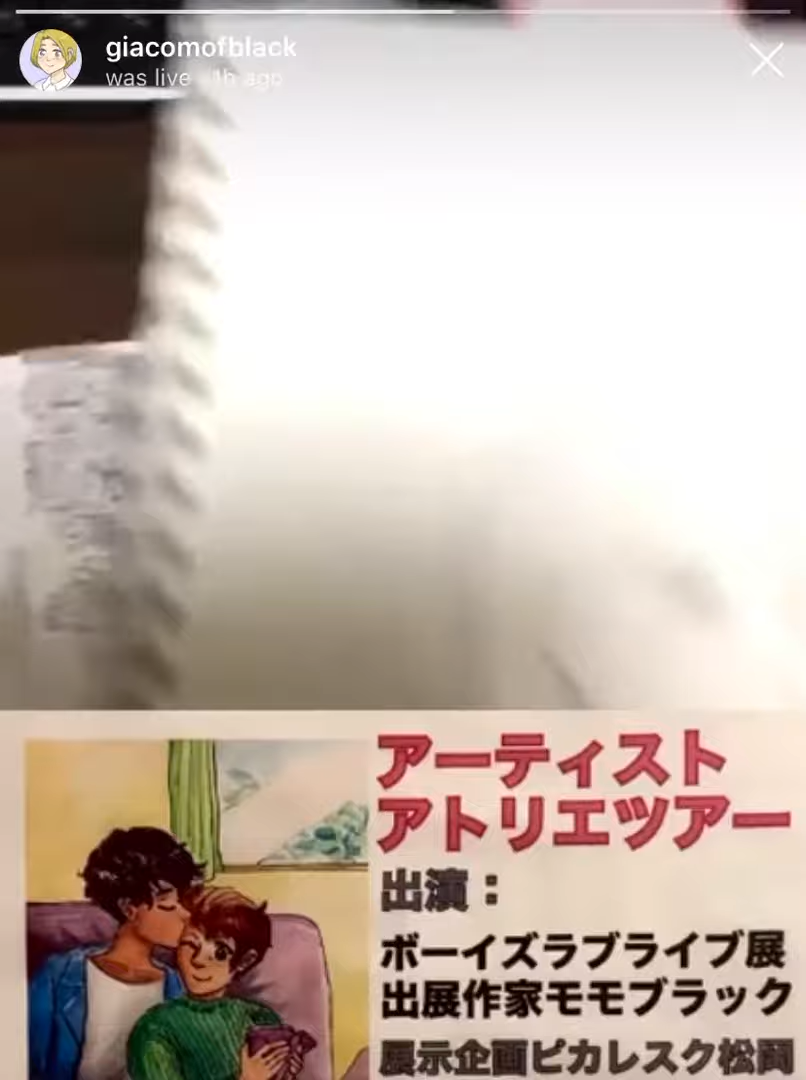 giacomofblack
was live · 1h ago
アーティスト
アトリエツアー
出演：
ボーイズラブライブ展
出展作家モモブラック
展示企画ピカレスク松岡